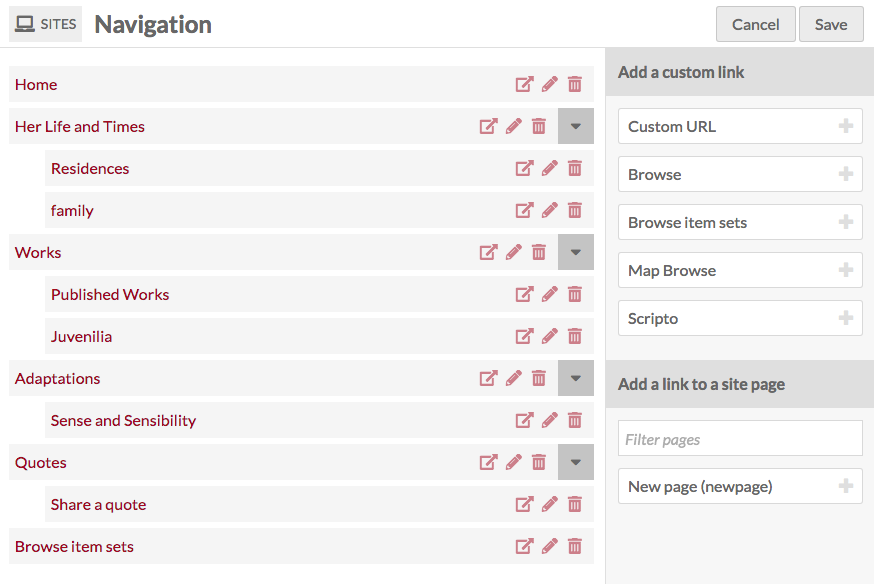 SITES Navigation
Cancel
Save
Home
Her Life and Times
Residences
family
Works
Published Works
Juvenilia
Adaptations
Sense and Sensibility
Quotes
Share a quote
Browse item sets
Add a custom link
Custom URL
Browse
Browse item sets
Map Browse
Scripto
Add a link to a site page
Filter pages
New page (newpage)